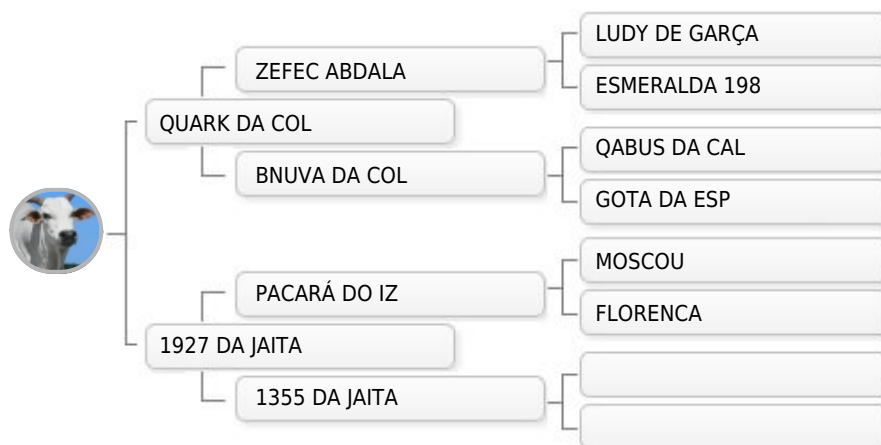 LUDY DE GARÇA
ZEFEC ABDALA
ESMERALDA 198
QUARK DA COL
QABUS DA CAL
BNUVA DA COL
GOTA DA ESP
MOSCOU
PACARÁ DO IZ
FLORENCA
1927 DA JAITA
1355 DA JAITA